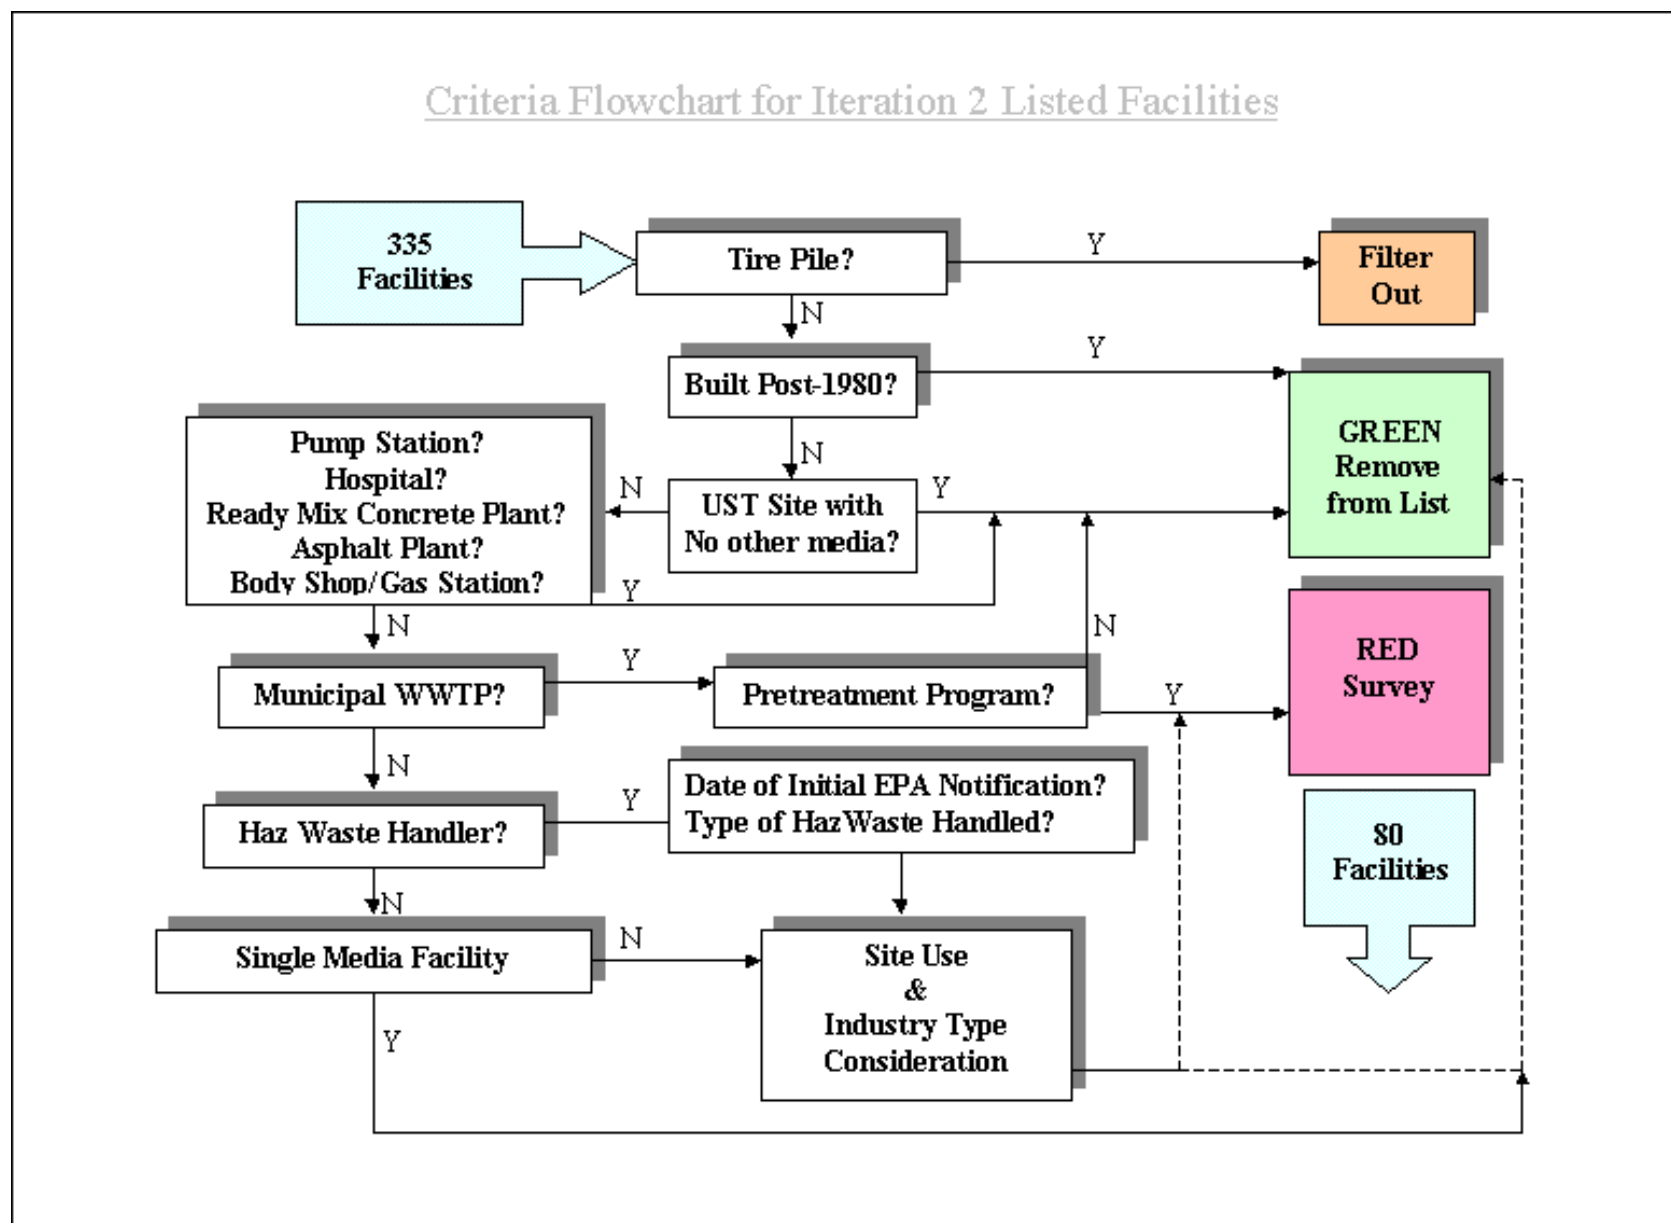 Criteria Flowchart for Iteration 2 Listed Facilities
335
Facilities
Tire Pile?
Y
Filter
Out
N
Built Post-1980?
Y
GREEN
Remove
from List
N
UST Site with
No other media?
Y
N
Pump Station?
Hospital?
Ready Mix Concrete Plant?
Asphalt Plant?
Body Shop/Gas Station?
Y
N
Municipal WWTP?
Y
Pretreatment Program?
N
Y
RED
Survey
N
Haz Waste Handler?
Y
Date of Initial EPA Notification?
Type of HazWaste Handled?
80
Facilities
N
Single Media Facility
N
Site Use
&
Industry Type
Consideration
Y